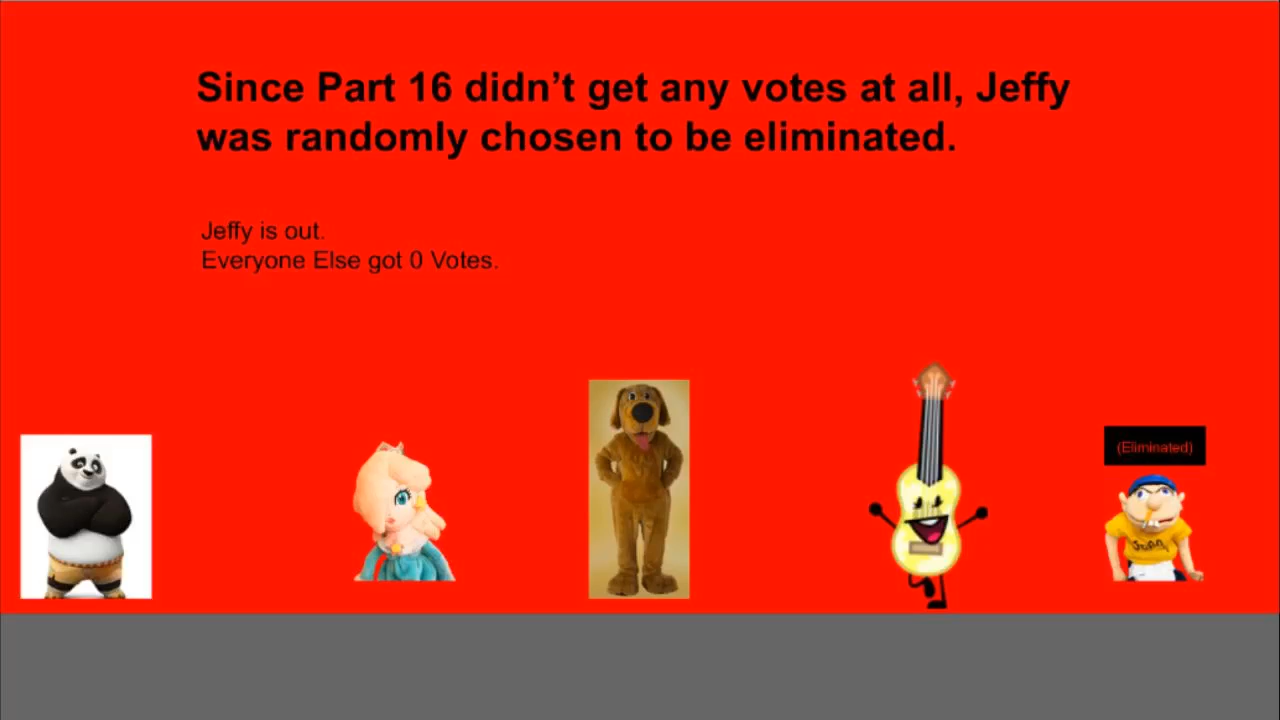 Since Part 16 didn’t get any votes at all, Jeffy
was randomly chosen to be eliminated.
Jeffy is out.
Everyone Else got 0 Votes.
(Eliminated)